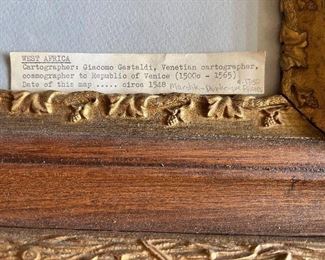 WEST AFRICA
Cartographer: Giacomo Gastaldi, Venetian cartographer,
cosmographer to Republic of Venice (1500c - 1565)
Date of this map ..... circa 1548